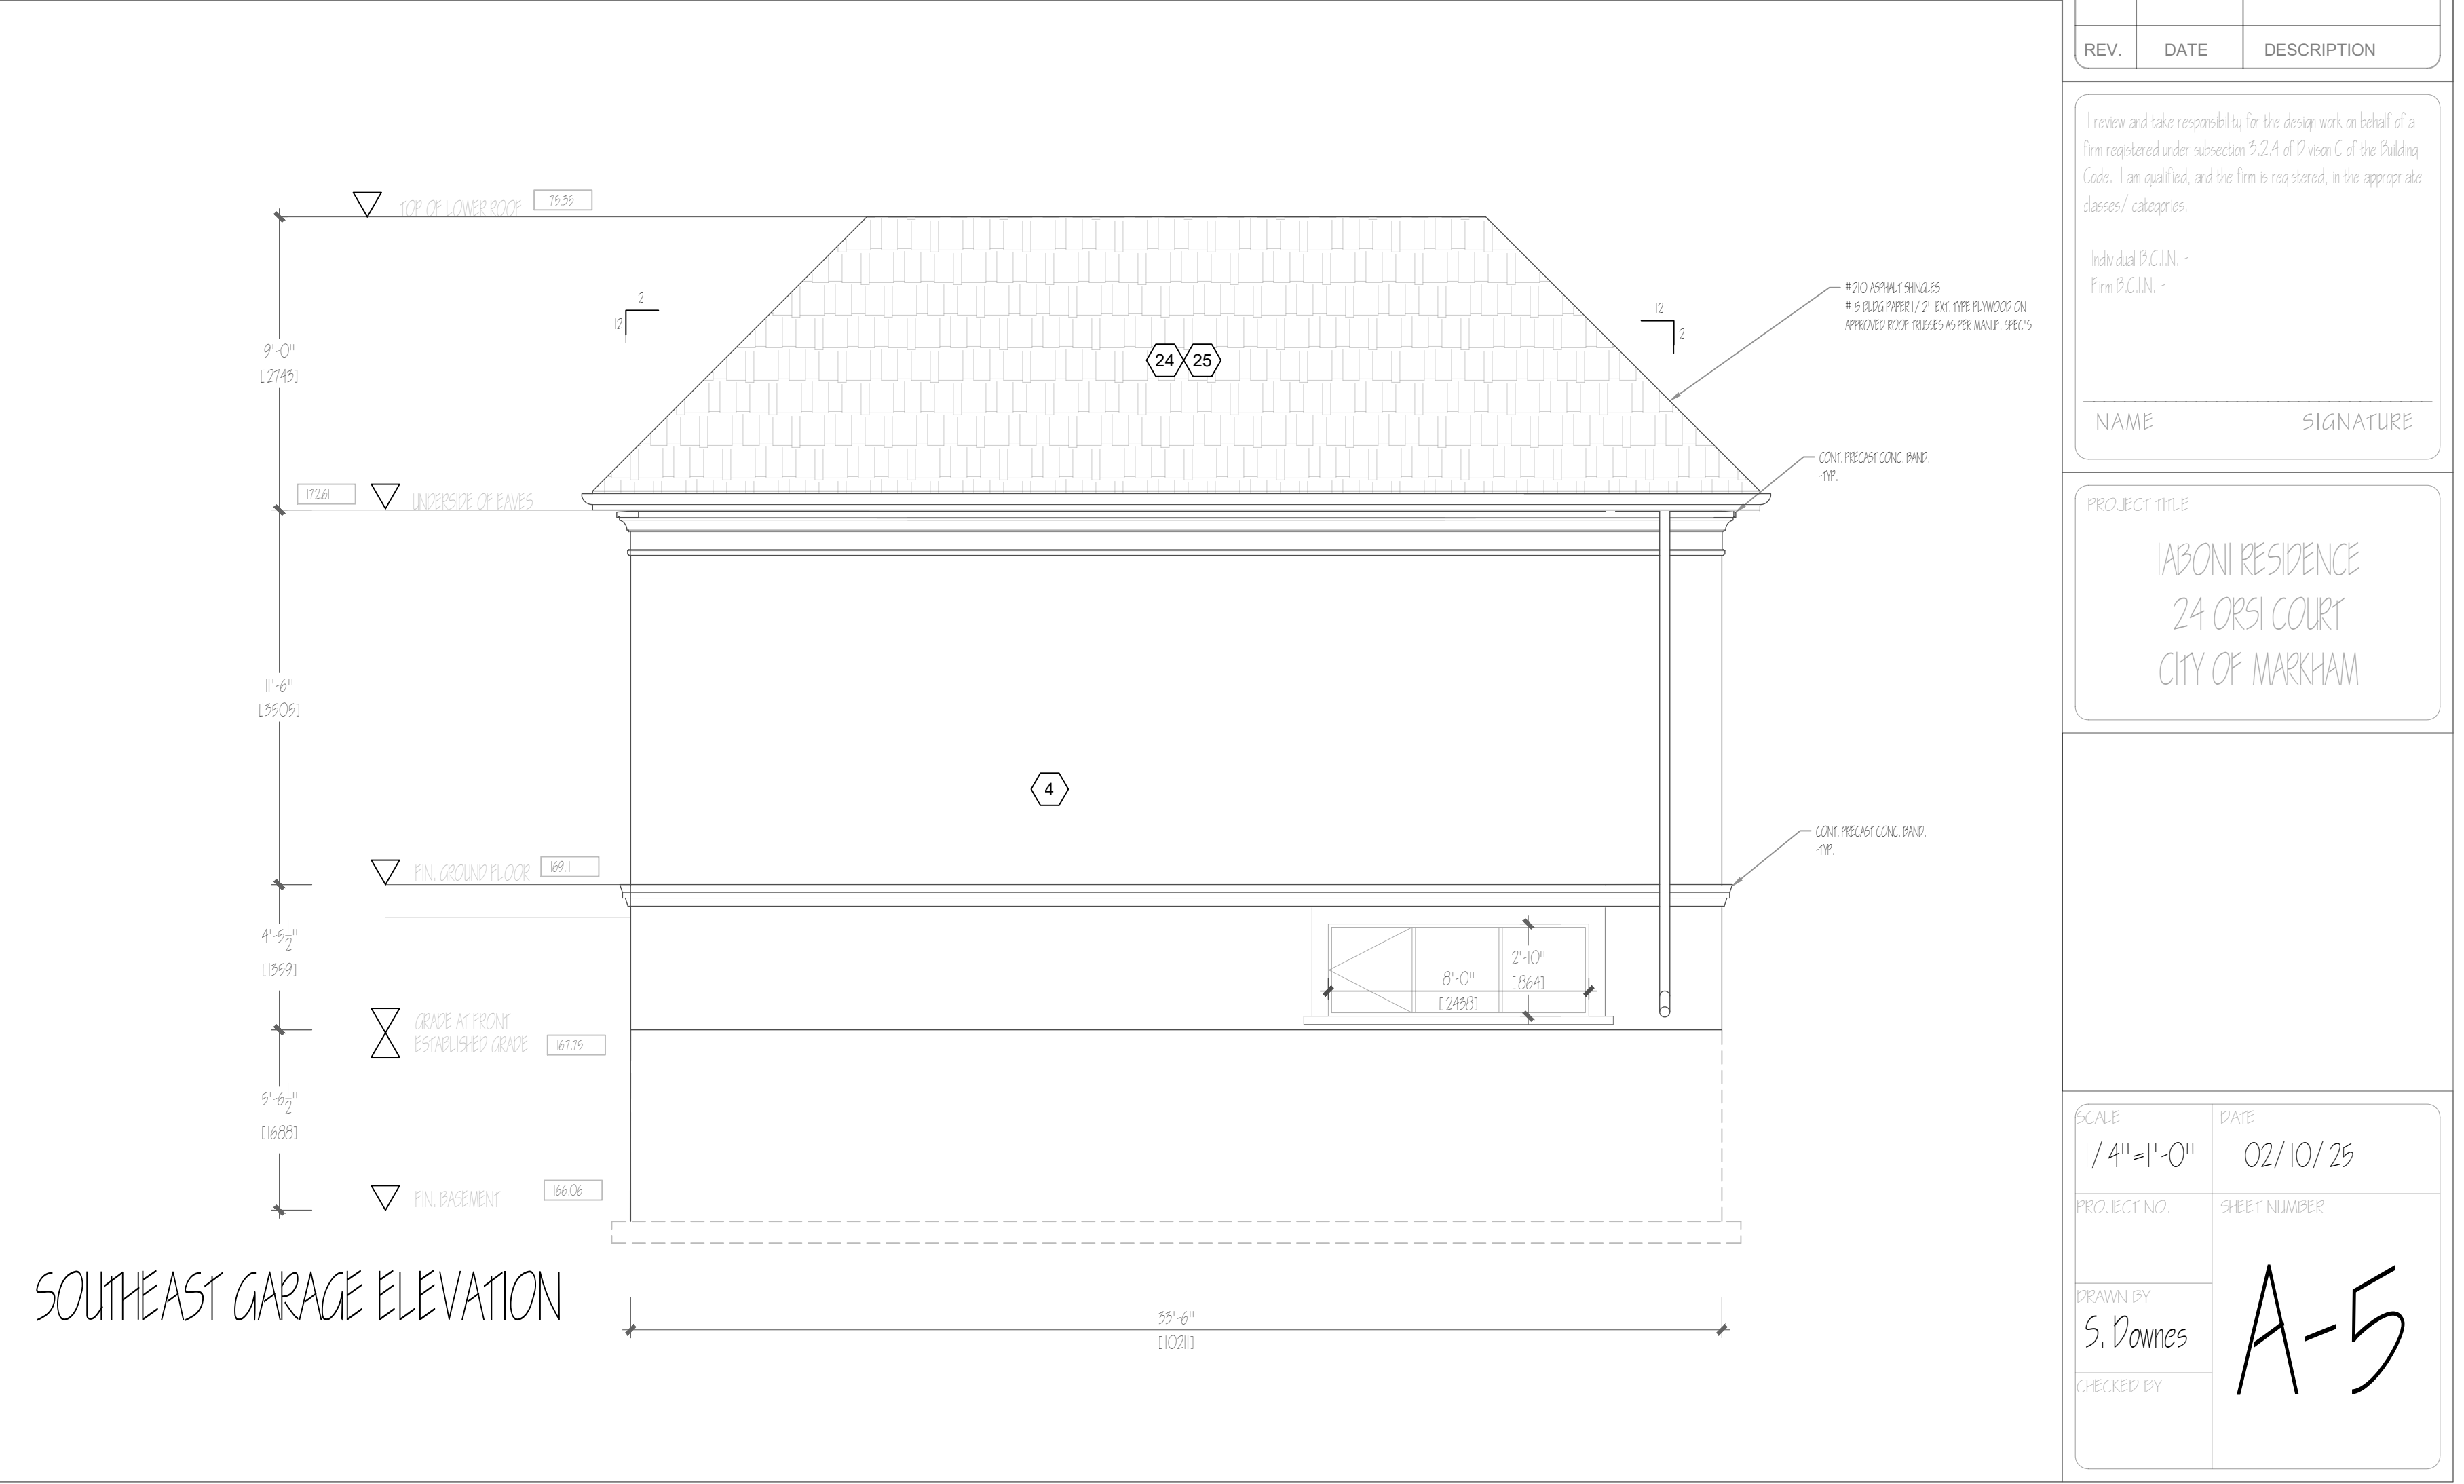 REV. DATE DESCRIPTION
I review and take responsibility for the design work on behalf of a
firm registered under subsection 3.2.4 of Divison C of the Building
Code. I am qualified, and the firm is registered, in the appropriate
classes/ categories.
Individual B.C.I.N. -
Firm B.C.I.N. -
NAME SIGNATURE
PROJECT TITLE
IABONI RESIDENCE
24 ORSI COURT
CITY OF MARKHAM
SCALE
1/4"=1'-0"
DATE
02/10/25
PROJECT NO.
SHEET NUMBER
A-5
DRAWN BY
S. Downes
CHECKED BY
TOP OF LOWER ROOF 175.35
12
12
12
12
#210 ASPHALT SHINGLES
#15 BLDG PAPER 1/2" EXT. TYPE PLYWOOD ON
APPROVED ROOF TRUSSES AS PER MANUF. SPEC'S
24 25
9'-0"
[2743]
CONT. PRECAST CONC. BAND.
-TYP.
172.61 UNDERSIDE OF EAVES
11'-6"
[3505]
4
CONT. PRECAST CONC. BAND.
-TYP.
FIN. GROUND FLOOR 169.11
4'-5 1/2"
[1359]
2'-10"
[864]
8'-0"
[2438]
GRADE AT FRONT
ESTABLISHED GRADE 167.75
5'-6 1/2"
[1688]
FIN. BASEMENT 166.06
SOUTHEAST GARAGE ELEVATION
33'-6"
[10211]